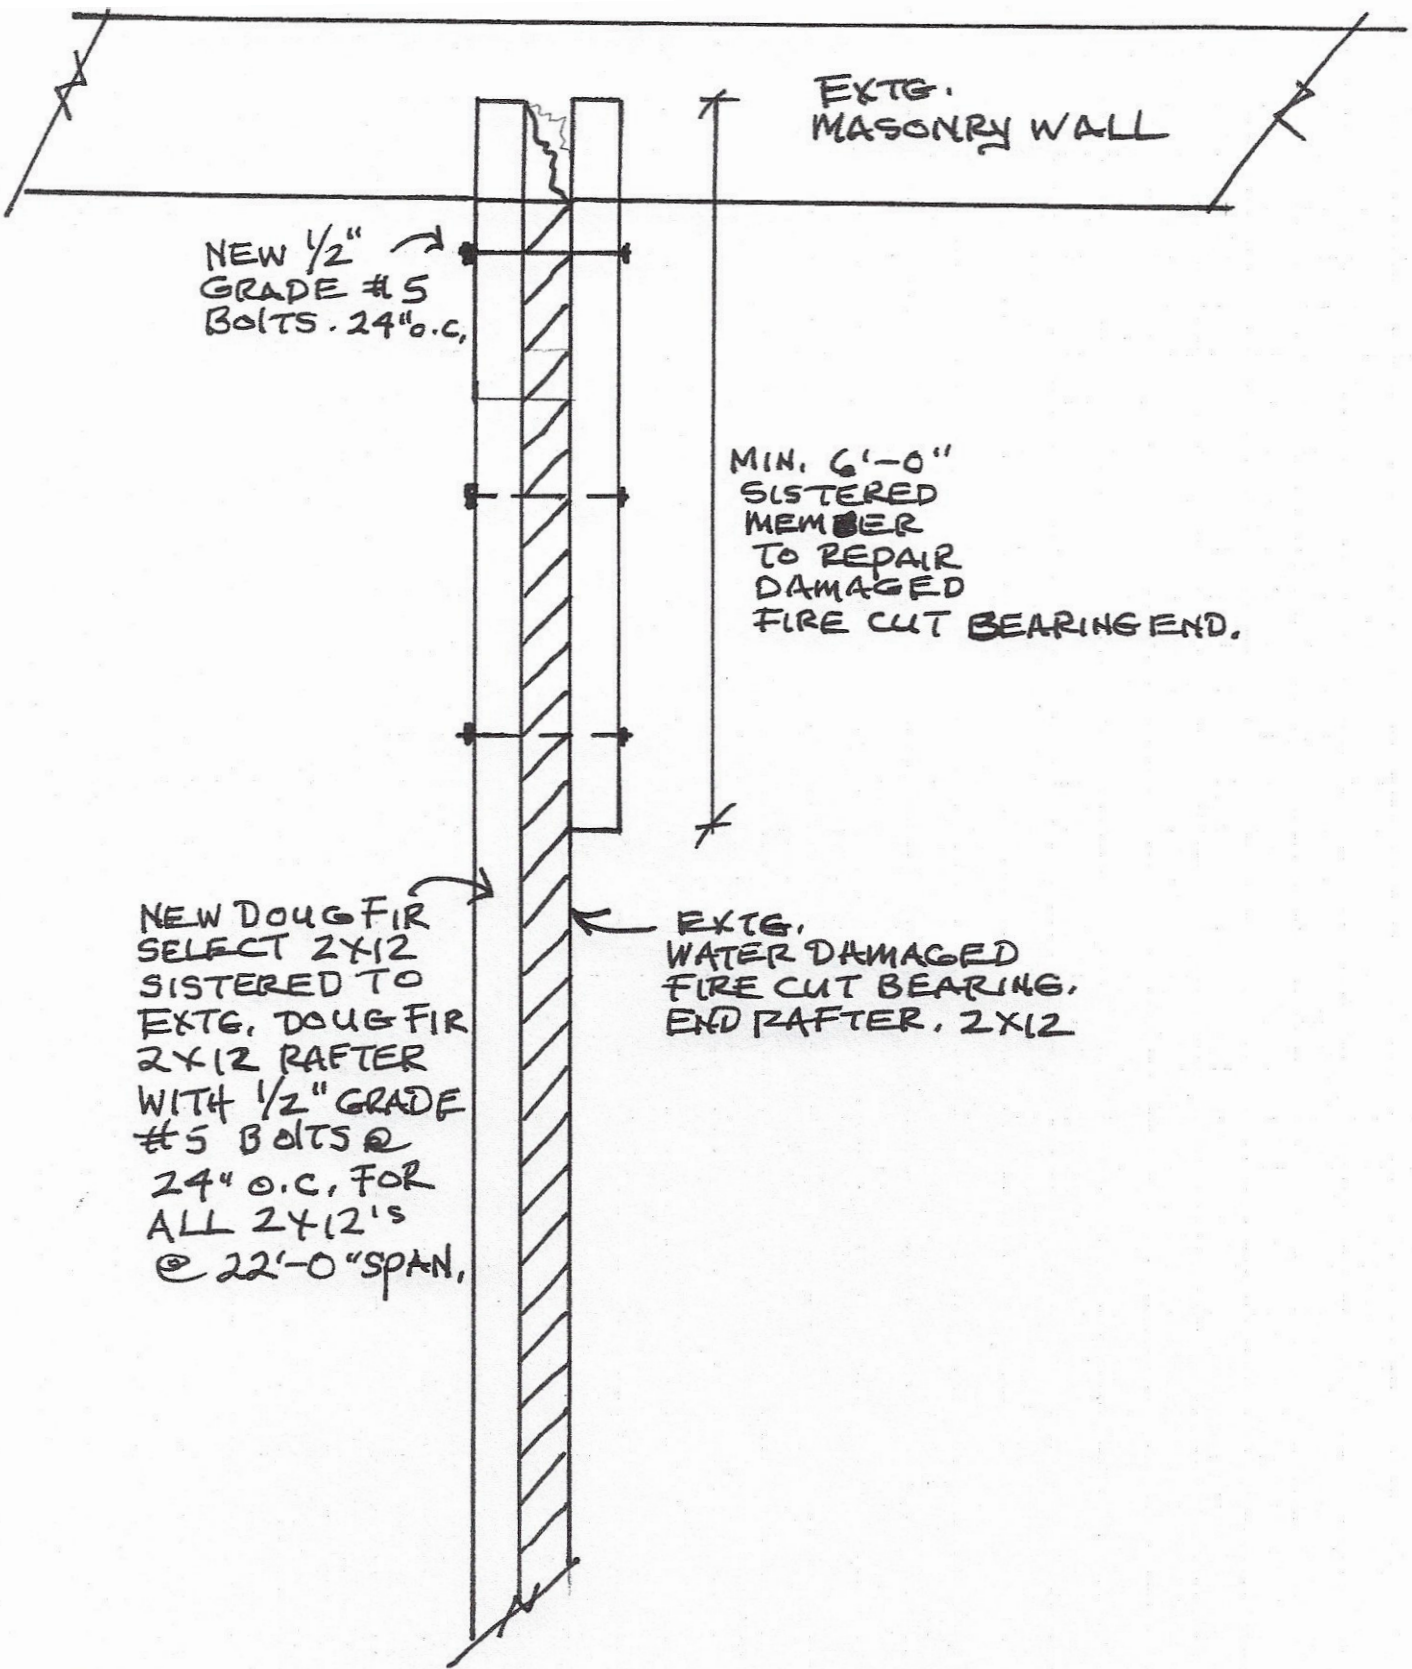 EXTG.
MASONRY WALL
NEW 1/2"
GRADE #5
BOLTS. 24"o.c.
MIN. 6'-0"
SISTERED
MEMBER
TO REPAIR
DAMAGED
FIRE CUT BEARING END.
NEW DOUG FIR
SELECT 2X12
SISTERED TO
EXTG. DOUG FIR
2X12 RAFTER
WITH 1/2" GRADE
#5 BOLTS @
24" O.C. FOR
ALL 2X12's
@ 22'-0" SPAN.
EXTG.
WATER DAMAGED
FIRE CUT BEARING.
END RAFTER. 2X12